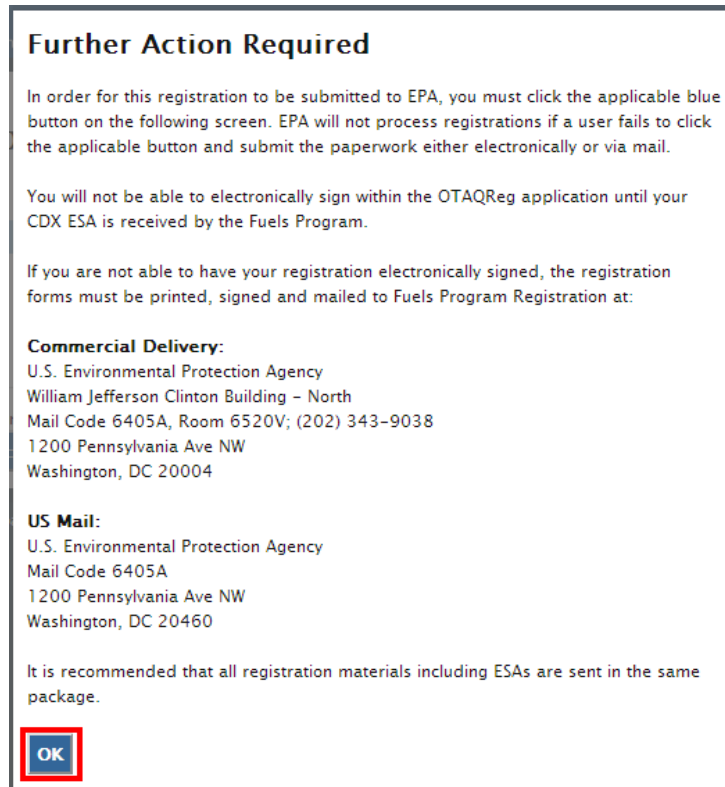 Further Action Required
In order for this registration to be submitted to EPA, you must click the applicable blue
button on the following screen. EPA will not process registrations if a user fails to click
the applicable button and submit the paperwork either electronically or via mail.
You will not be able to electronically sign within the OTAQReg application until your
CDX ESA is received by the Fuels Program.
If you are not able to have your registration electronically signed, the registration
forms must be printed, signed and mailed to Fuels Program Registration at:
Commercial Delivery:
U.S. Environmental Protection Agency
William Jefferson Clinton Building - North
Mail Code 6405A, Room 6520V; (202) 343-9038
1200 Pennsylvania Ave NW
Washington, DC 20004
US Mail:
U.S. Environmental Protection Agency
Mail Code 6405A
1200 Pennsylvania Ave NW
Washington, DC 20460
It is recommended that all registration materials including ESAs are sent in the same
package.
OK